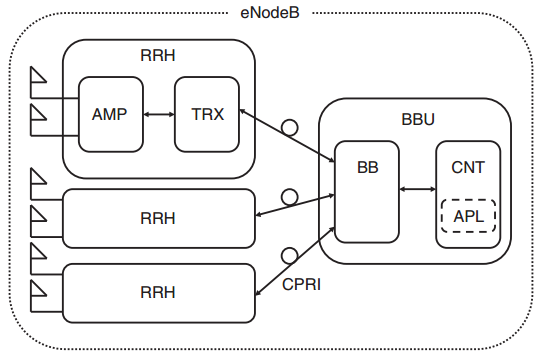 eNodeB
RRH
AMP
TRX
BBU
BB
CNT
APL
RRH
RRH
CPRI